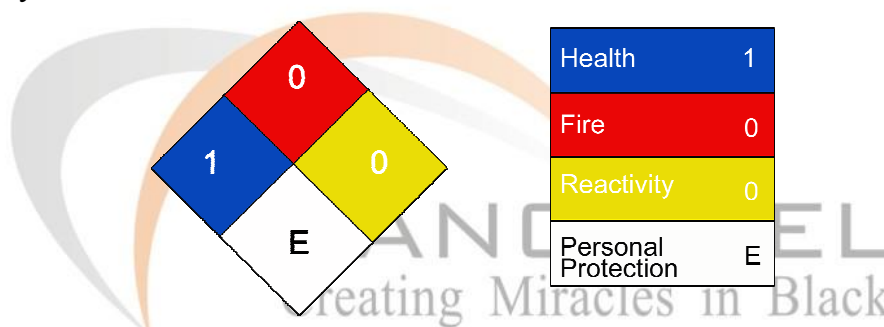 0
1 0
E
Health 1
Fire 0
Reactivity 0
Personal
Protection E
Creating Miracles in Black